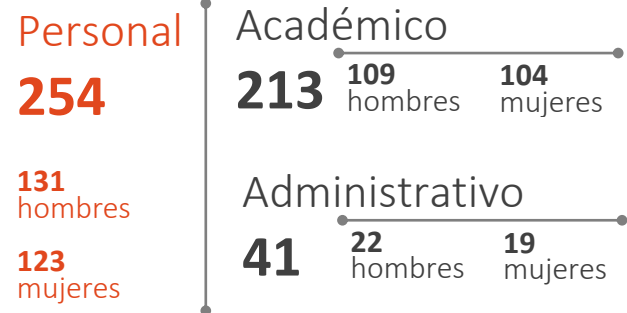 Personal
254
131
hombres
123
mujeres
Académico
213
109
hombres
104
mujeres
Administrativo
41
22
hombres
19
mujeres